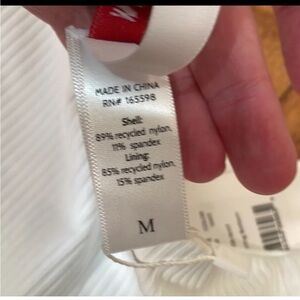 MADE IN CHINA
RN# 165598
Shell:
89% recycled nylon,
11% spandex
Lining:
85% recycled nylon,
15% spandex
M